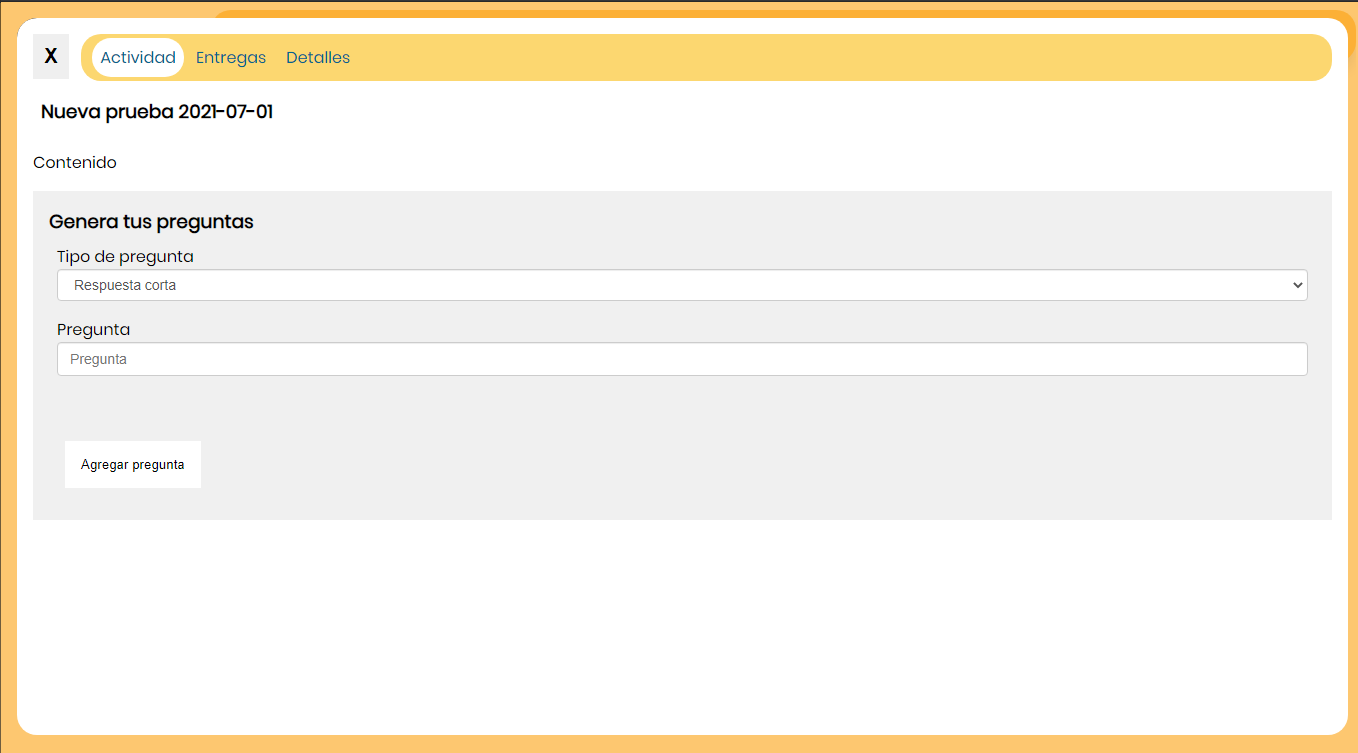 X Actividad Entregas Detalles
Nueva prueba 2021-07-01
Contenido
Genera tus preguntas
Tipo de pregunta
Respuesta corta
Pregunta
Pregunta
Agregar pregunta